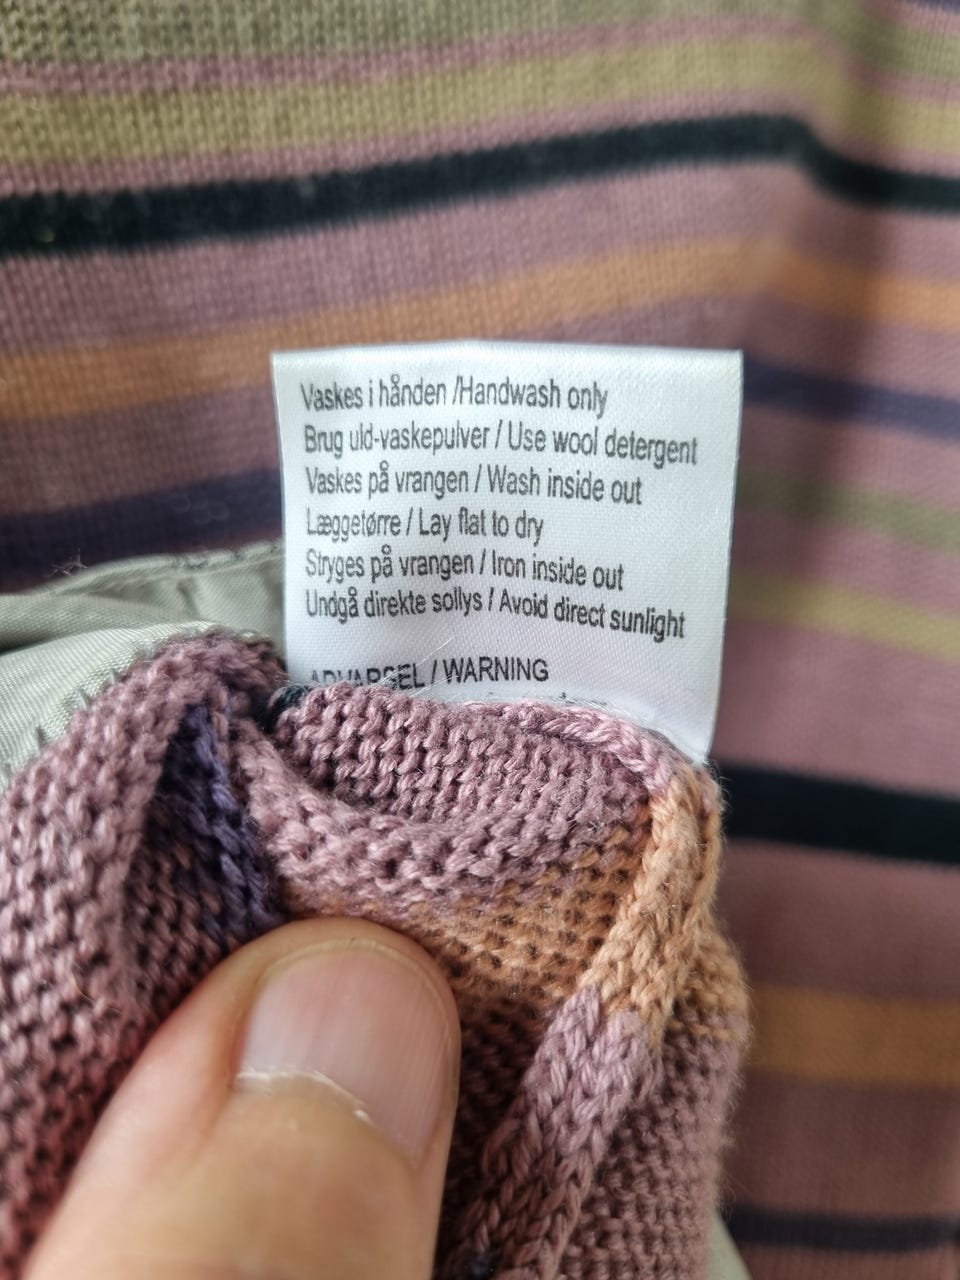 Vaskes i hånden /Handwash only
Brug uld-vaskepulver / Use wool detergent
Vaskes på vrangen / Wash inside out
Læggetørre / Lay flat to dry
Stryges på vrangen / Iron inside out
Undgå direkte sollys / Avoid direct sunlight
ADVARSEL / WARNING